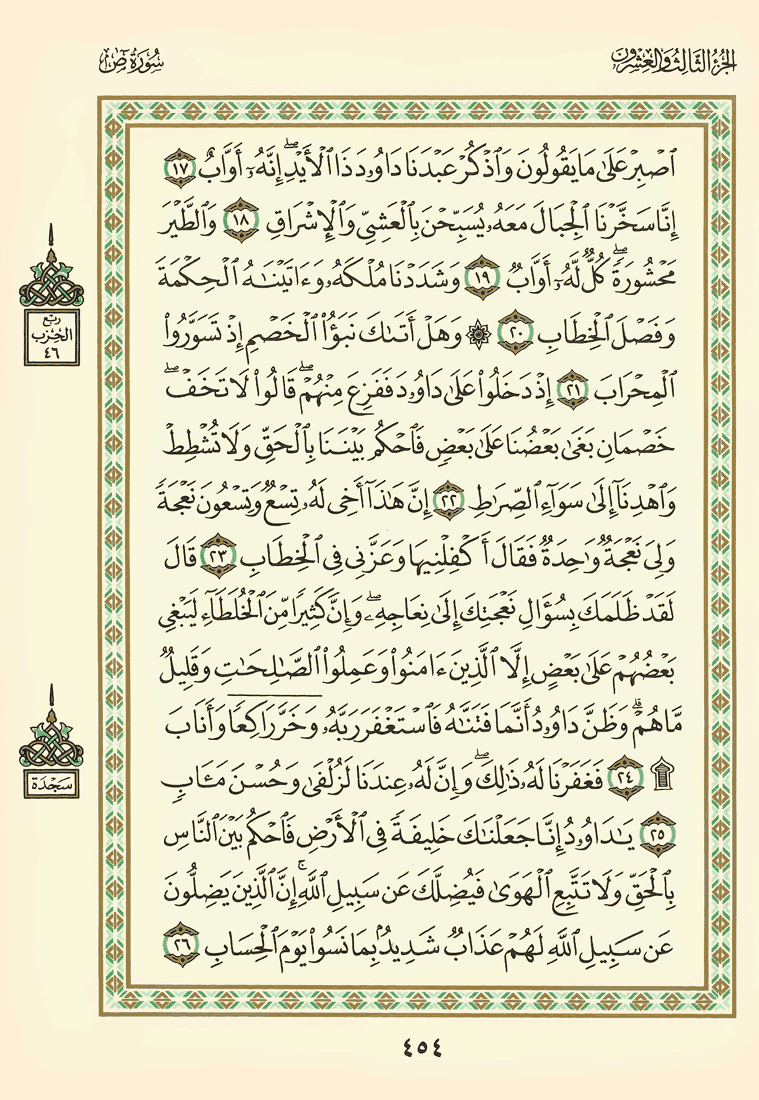 الجزء الثالث والعشرون
سورة ص
ٱصۡبِرۡ عَلَىٰ مَا يَقُولُونَ وَٱذۡكُرۡ عَبۡدَنَا دَاوُۥدَ ذَا ٱلۡأَيۡدِۖ إِنَّهُۥٓ أَوَّابٌ ١٧
إِنَّا سَخَّرۡنَا ٱلۡجِبَالَ مَعَهُۥ يُسَبِّحۡنَ بِٱلۡعَشِيِّ وَٱلۡإِشۡرَاقِ ١٨ وَٱلطَّيۡرَ
مَحۡشُورَةٗۖ كُلّٞ لَّهُۥٓ أَوَّابٞ ١٩ وَشَدَدۡنَا مُلۡكَهُۥ وَءَاتَيۡنَٰهُ ٱلۡحِكۡمَةَ
وَفَصۡلَ ٱلۡخِطَابِ ٢٠ ۞ وَهَلۡ أَتَىٰكَ نَبَؤُاْ ٱلۡخَصۡمِ إِذۡ تَسَوَّرُواْ
ٱلۡمِحۡرَابَ ٢١ إِذۡ دَخَلُواْ عَلَىٰ دَاوُۥدَ فَفَزِعَ مِنۡهُمۡۖ قَالُواْ لَا تَخَفۡۖ
خَصۡمَانِ بَغَىٰ بَعۡضُنَا عَلَىٰ بَعۡضٖ فَٱحۡكُم بَيۡنَنَا بِٱلۡحَقِّ وَلَا تُشۡطِطۡ
وَٱهۡدِنَآ إِلَىٰ سَوَآءِ ٱلصِّرَٰطِ ٢٢ إِنَّ هَٰذَآ أَخِي لَهُۥ تِسۡعٞ وَتِسۡعُونَ نَعۡجَةٗ
وَلِيَ نَعۡجَةٞ وَٰحِدَةٞ فَقَالَ أَكۡفِلۡنِيهَا وَعَزَّنِي فِي ٱلۡخِطَابِ ٢٣ قَالَ
لَقَدۡ ظَلَمَكَ بِسُؤَالِ نَعۡجَتِكَ إِلَىٰ نِعَاجِهِۦۖ وَإِنَّ كَثِيرٗا مِّنَ ٱلۡخُلَطَآءِ لَيَبۡغِي
بَعۡضُهُمۡ عَلَىٰ بَعۡضٍ إِلَّا ٱلَّذِينَ ءَامَنُواْ وَعَمِلُواْ ٱلصَّٰلِحَٰتِ وَقَلِيلٞ
مَّا هُمۡۗ وَظَنَّ دَاوُۥدُ أَنَّمَا فَتَنَّٰهُ فَٱسۡتَغۡفَرَ رَبَّهُۥ وَخَرَّۤ رَاكِعٗاۤ وَأَنَابَ
۩ ٢٤ فَغَفَرۡنَا لَهُۥ ذَٰلِكَۖ وَإِنَّ لَهُۥ عِندَنَا لَزُلۡفَىٰ وَحُسۡنَ مَـَٔابٖ
٢٥ يَٰدَاوُۥدُ إِنَّا جَعَلۡنَٰكَ خَلِيفَةٗ فِي ٱلۡأَرۡضِ فَٱحۡكُم بَيۡنَ ٱلنَّاسِ
بِٱلۡحَقِّ وَلَا تَتَّبِعِ ٱلۡهَوَىٰ فَيُضِلَّكَ عَن سَبِيلِ ٱللَّهِۚ إِنَّ ٱلَّذِينَ يَضِلُّونَ
عَن سَبِيلِ ٱللَّهِ لَهُمۡ عَذَابٞ شَدِيدُۢ بِمَا نَسُواْ يَوۡمَ ٱلۡحِسَابِ ٢٦
ربع
الحزب
٤٦
سجدة
٤٥٤